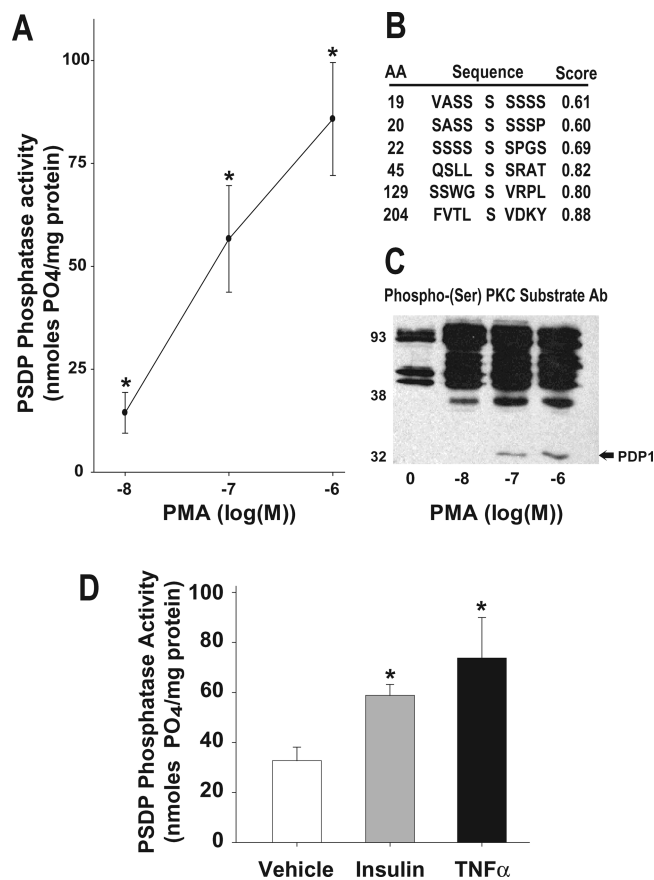 A
PSDP Phosphatase activity
(nmoles PO4/mg protein)
100
75
50
25
0
*
*
*
-8 -7 -6
PMA (log(M))
B
AA Sequence Score
19 VASS S SSSS 0.61
20 SASS S SSSP 0.60
22 SSSS S SPGS 0.69
45 QSLL S SRAT 0.82
129 SSWG S VRPL 0.80
204 FVTL S VDKY 0.88
C
Phospho-(Ser) PKC Substrate Ab
93
38
32
PDP1
0 -8 -7 -6
PMA (log(M))
D
PSDP Phosphatase Activity
(nmoles PO4/mg protein)
100
80
60
40
20
0
*
*
Vehicle Insulin TNFα